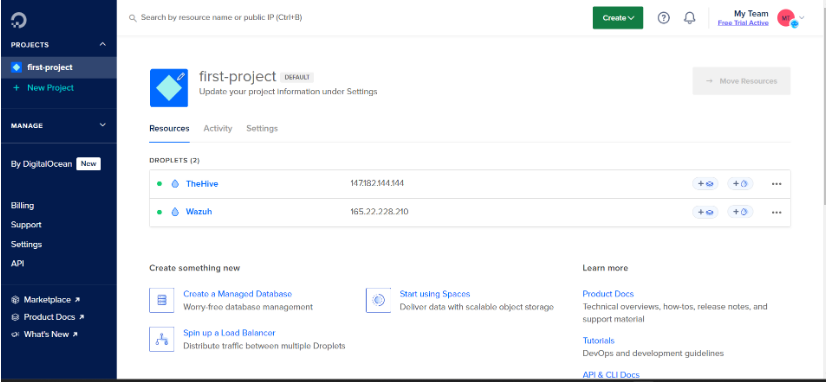 Search by resource name or public IP (Ctrl+B)
Create
My Team
Free Trial Active
MT
PROJECTS
first-project
+ New Project
MANAGE
By DigitalOcean New
Billing
Support
Settings
API
Marketplace ↗
Product Docs ↗
What's New ↗
first-project DEFAULT
Update your project information under Settings
→ Move Resources
Resources Activity Settings
DROPLETS (2)
TheHive 147.182.144.144
Wazuh 165.22.228.210
Create something new
Create a Managed Database
Worry-free database management
Start using Spaces
Deliver data with scalable object storage
Spin up a Load Balancer
Distribute traffic between multiple Droplets
Learn more
Product Docs
Technical overviews, how-tos, release notes, and
support material
Tutorials
DevOps and development guidelines
API & CLI Docs